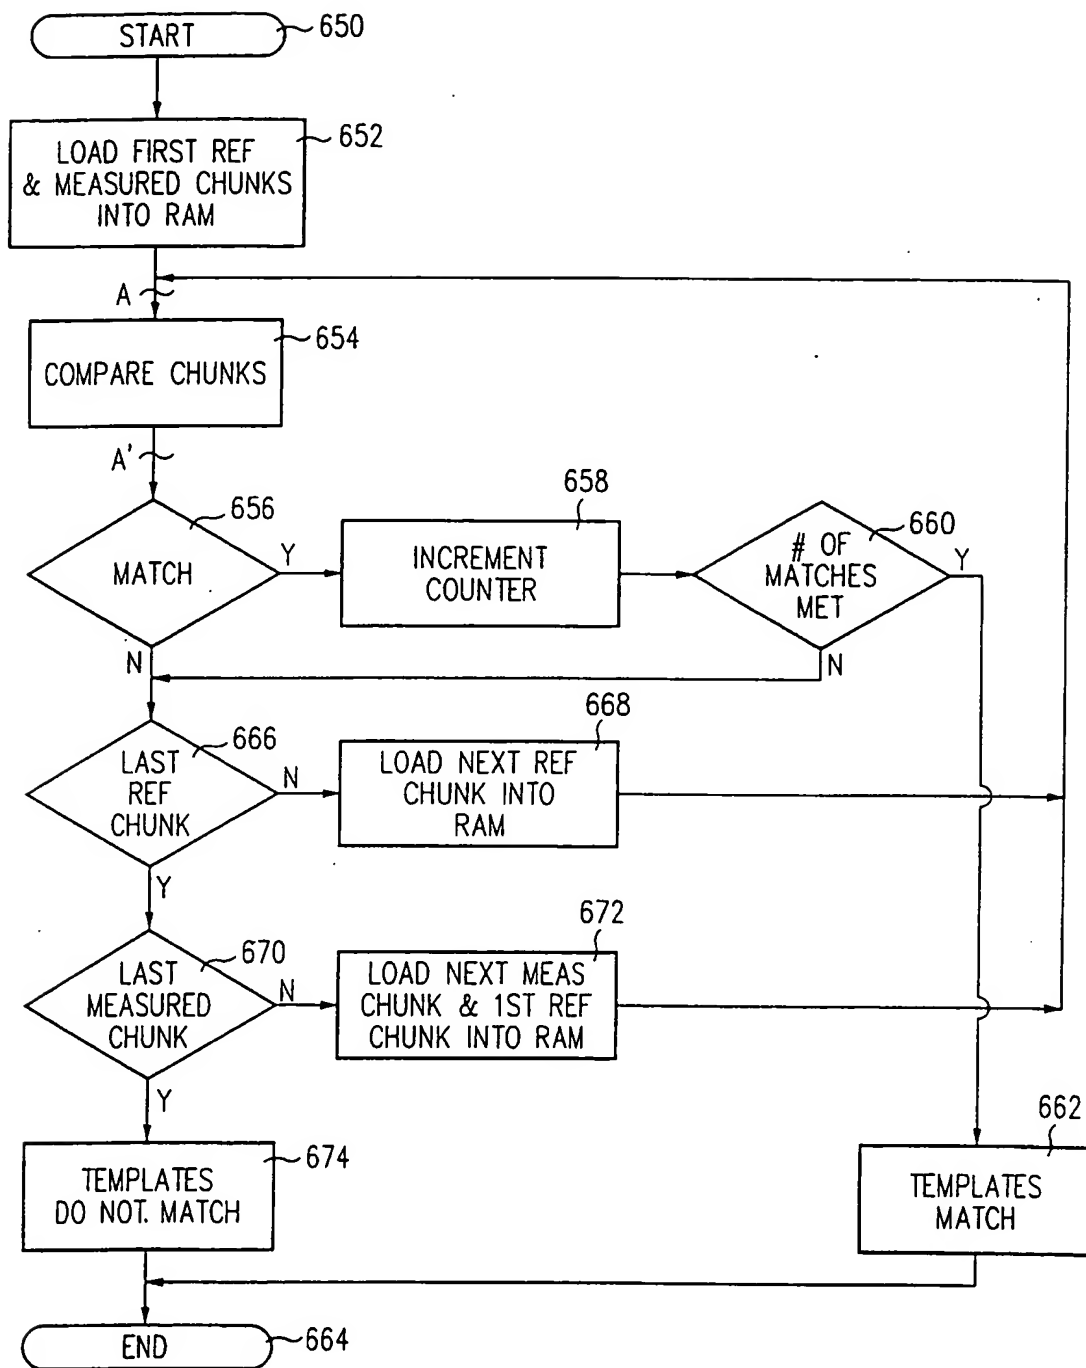 START
650
LOAD FIRST REF
& MEASURED CHUNKS
INTO RAM
652
A
COMPARE CHUNKS
654
A'
MATCH
656
Y
N
INCREMENT
COUNTER
658
# OF
MATCHES
MET
660
Y
N
LAST
REF
CHUNK
666
N
Y
LOAD NEXT REF
CHUNK INTO
RAM
668
LAST
MEASURED
CHUNK
670
N
Y
LOAD NEXT MEAS
CHUNK & 1ST REF
CHUNK INTO RAM
672
TEMPLATES
DO NOT. MATCH
674
TEMPLATES
MATCH
662
END
664